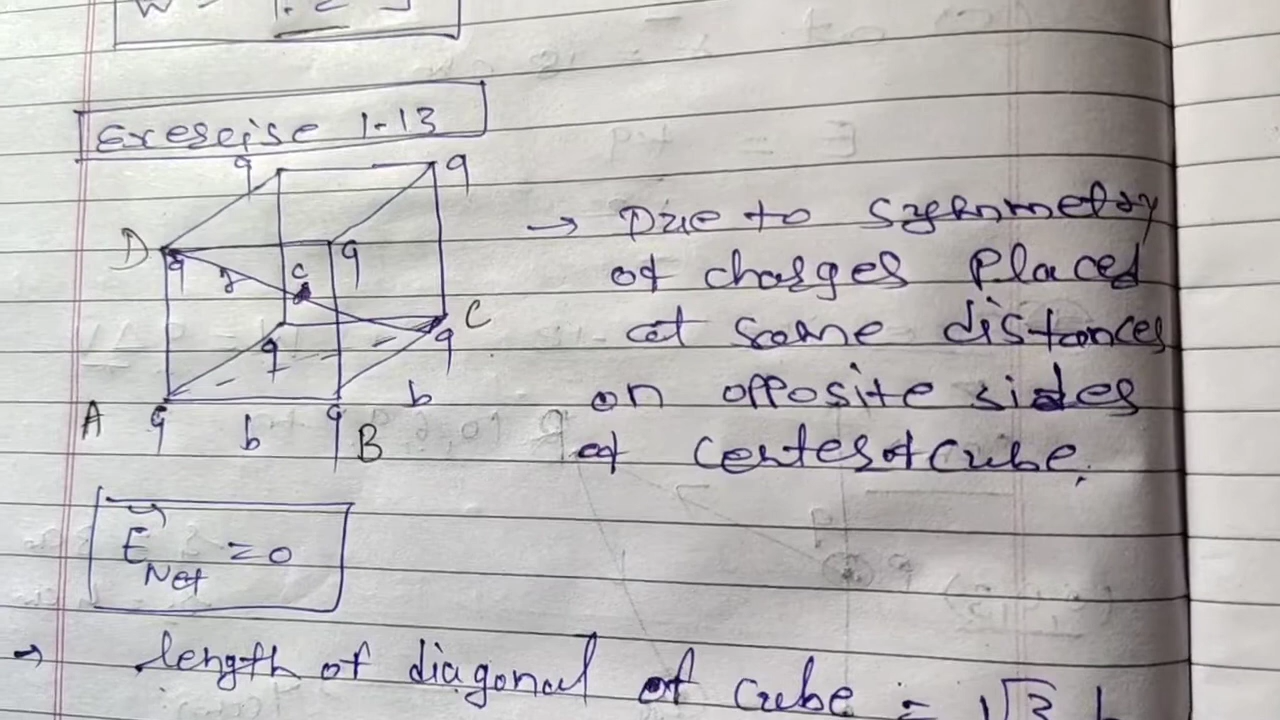 Exercise 1.13
q q
D q r c q
→ Due to symmetry
of charges placed
at same distances
on opposite sides
of center of cube.
C
q q
b
A q b q B
E Net = 0
→ length of diagonal of cube = √3 b